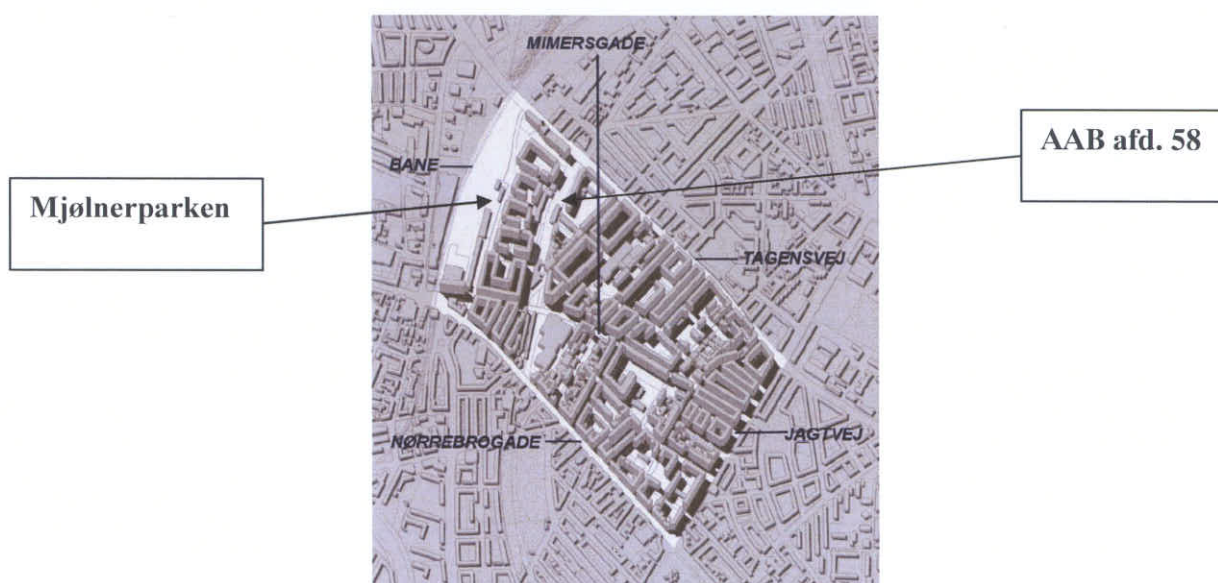 MIMERSGADE
AAB afd. 58
BANE
Mjølnerparken
TAGENSVEJ
NØRREBROGADE
JAGTVEJ